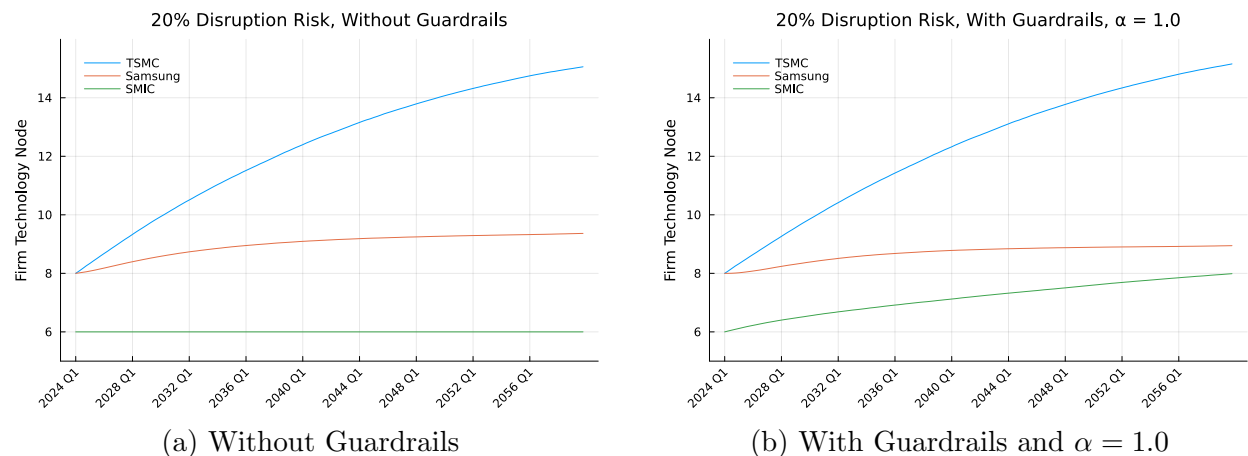 20% Disruption Risk, Without Guardrails
TSMC
Samsung
SMIC
Firm Technology Node
14
12
10
8
6
2024 Q1
2028 Q1
2032 Q1
2036 Q1
2040 Q1
2044 Q1
2048 Q1
2052 Q1
2056 Q1
(a) Without Guardrails
20% Disruption Risk, With Guardrails, α = 1.0
TSMC
Samsung
SMIC
Firm Technology Node
14
12
10
8
6
2024 Q1
2028 Q1
2032 Q1
2036 Q1
2040 Q1
2044 Q1
2048 Q1
2052 Q1
2056 Q1
(b) With Guardrails and α = 1.0